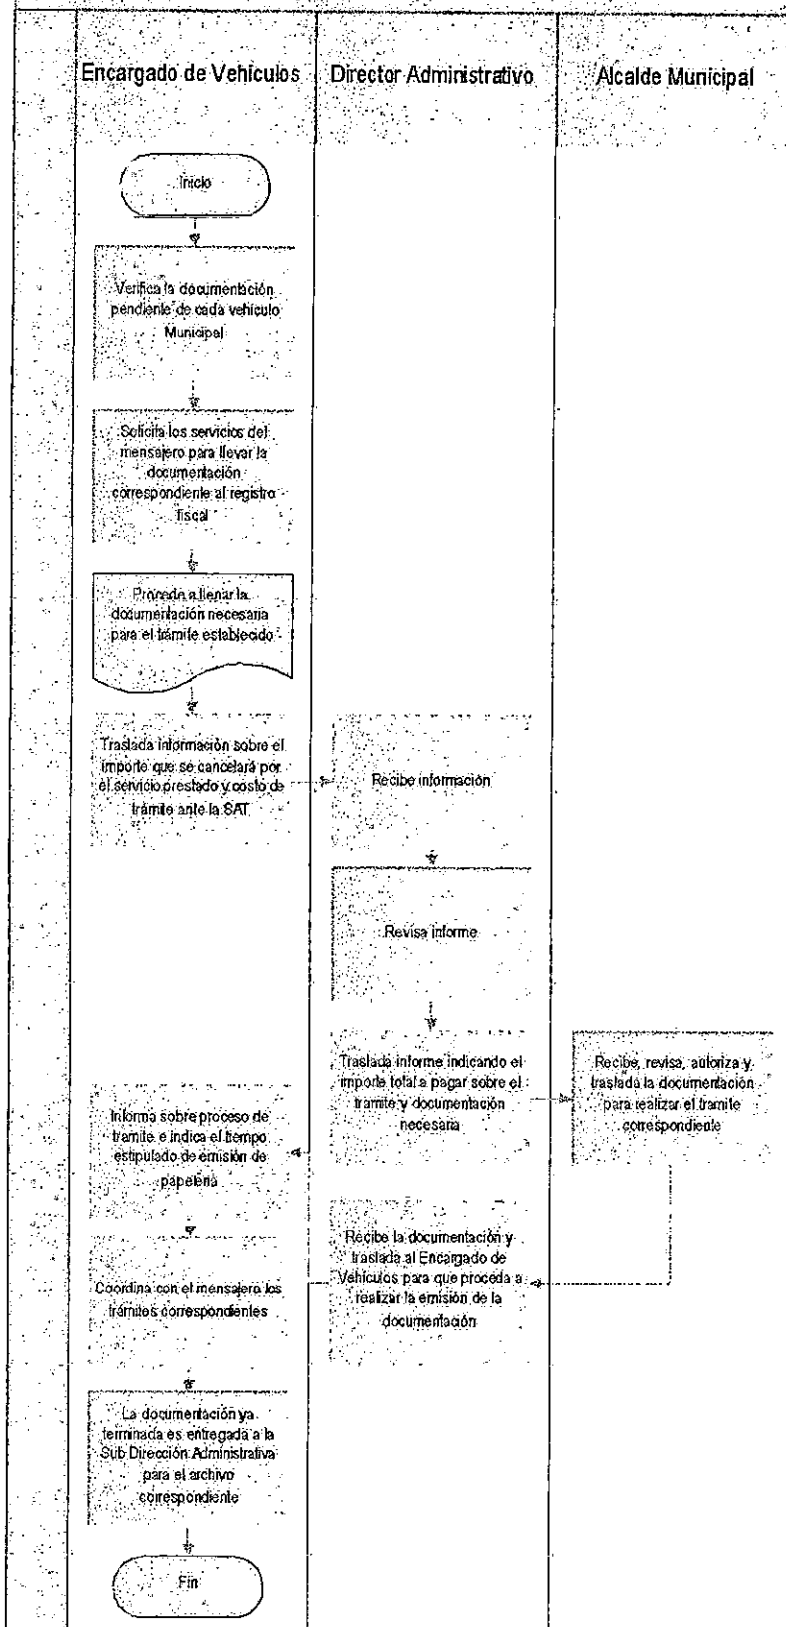 Encargado de Vehículos
Director Administrativo
Alcalde Municipal
Inicio
Verifica la documentación
pendiente de cada vehículo
Municipal
Solicita los servicios del
mensajero para llevar la
documentación
correspondiente al registro
fiscal
Procede a llenar la
documentación necesaria
para el trámite establecido
Traslada información sobre el
importe que se cancelará por
el servicio prestado y costo de
trámite ante la SAT
Recibe información
Revisa informe
Traslada informe indicando el
importe total a pagar sobre el
tramite y documentación
necesaria
Recibe, revisa, autoriza y
traslada la documentación
para realizar el tramite
correspondiente
Informa sobre proceso de
tramite e indica el tiempo
estipulado de emisión de
papelería
Recibe la documentación y
traslada al Encargado de
Vehículos para que proceda a
realizar la emisión de la
documentación
Coordina con el mensajero los
trámites correspondientes
La documentación ya
terminada es entregada a la
Sub Dirección Administrativa
para el archivo
correspondiente
Fin